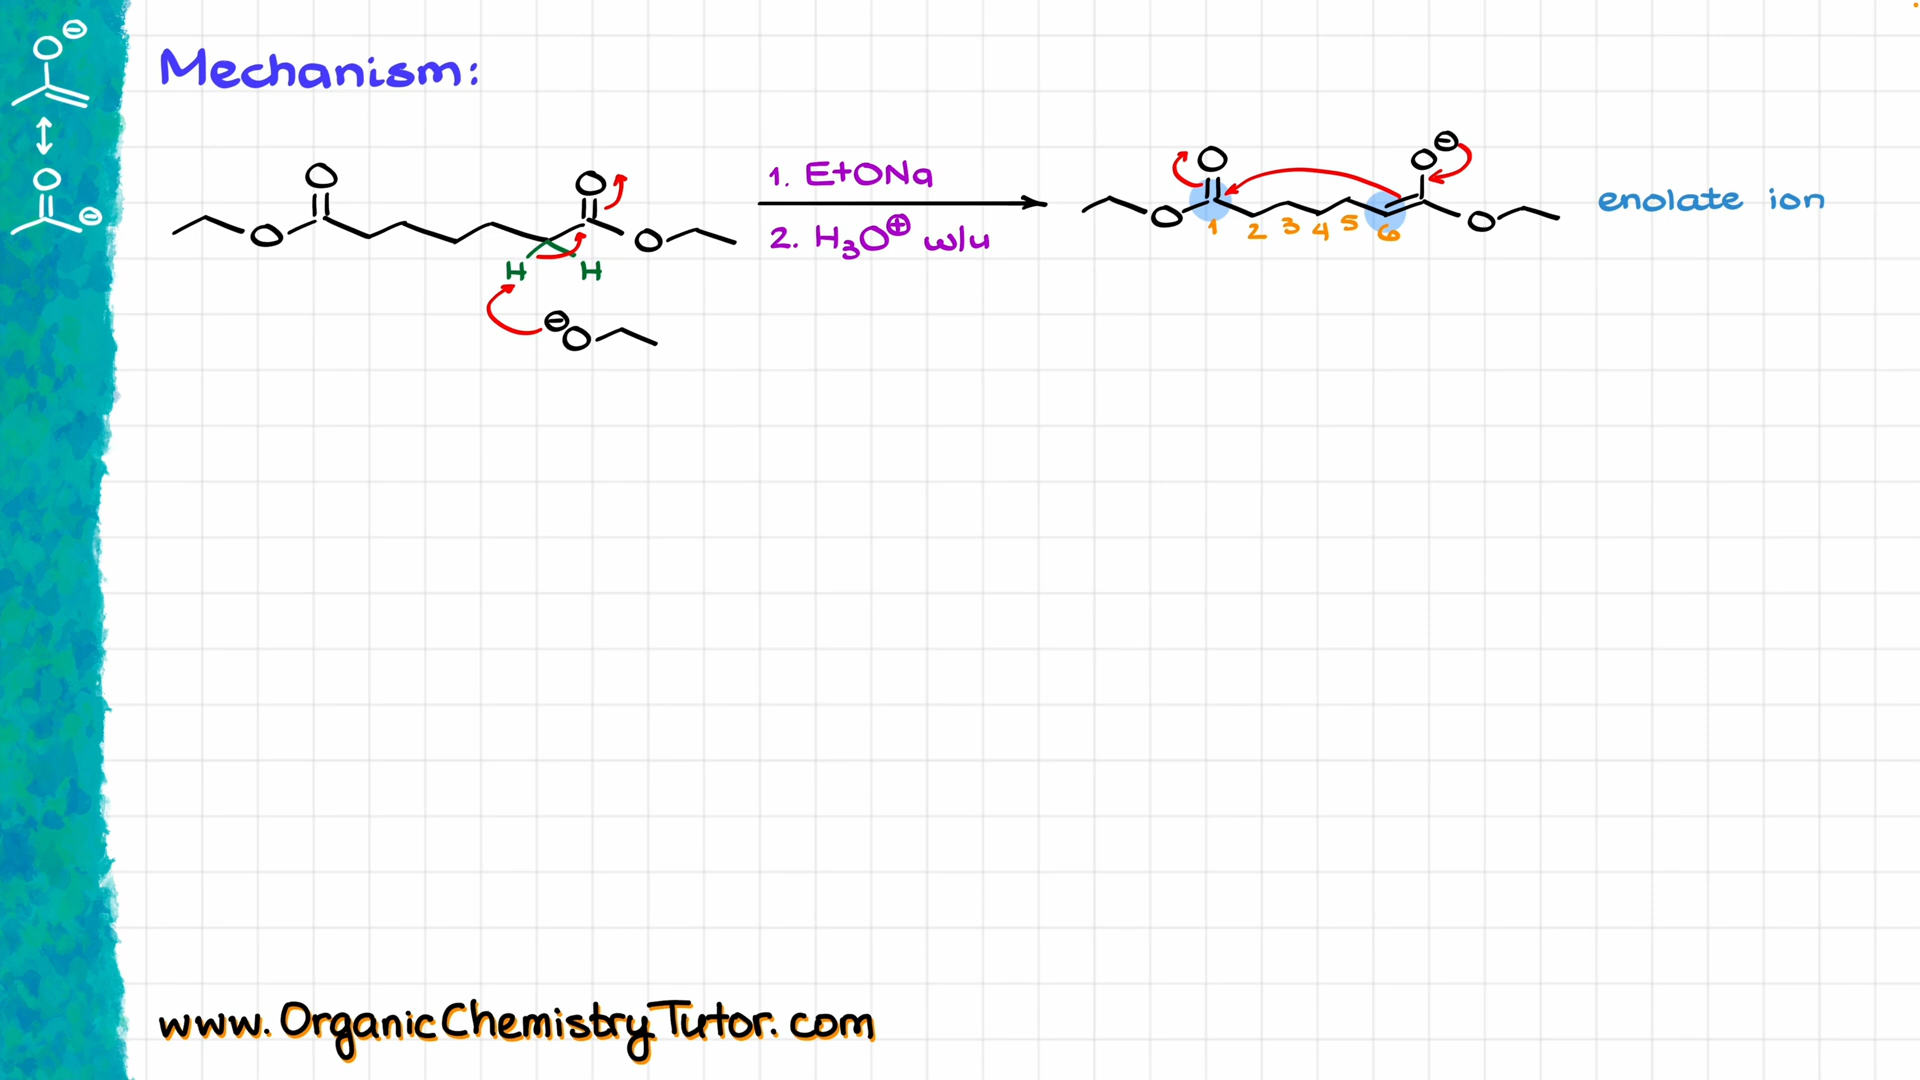 Mechanism:
O⊖
O
⊖
O
O
O
O
H
H
⊖O
1. EtONa
2. H₃O⊕ w/u
O
O
O⊖
O
1 2 3 4 5 6
enolate ion
www.OrganicChemistryTutor.com